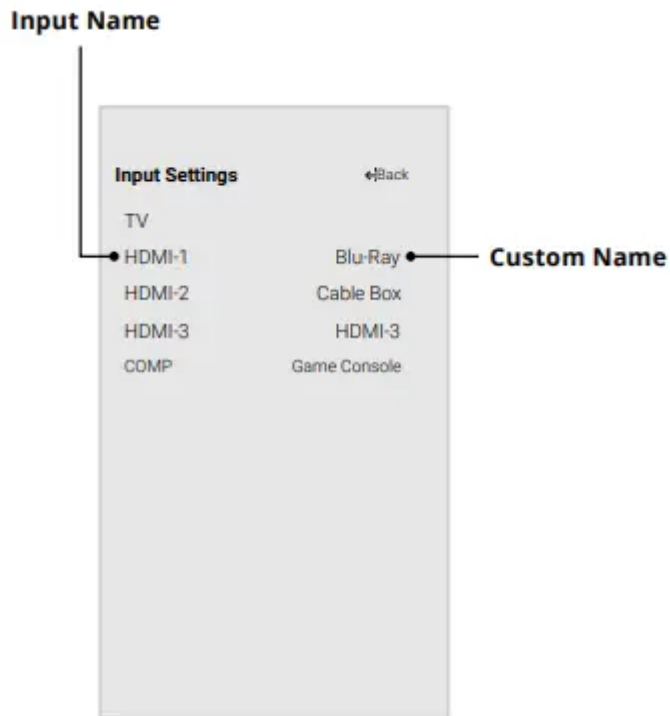 Input Name
Input Settings Back
TV
HDMI-1 Blu-Ray Custom Name
HDMI-2 Cable Box
HDMI-3 HDMI-3
COMP Game Console